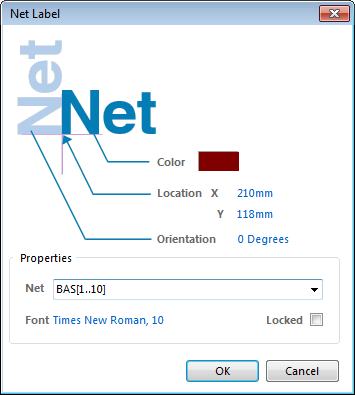 Net Label
Net
Net
Color
Location X 210mm
Y 118mm
Orientation 0 Degrees
Properties
Net BAS[1..10]
Font Times New Roman, 10 Locked
OK Cancel